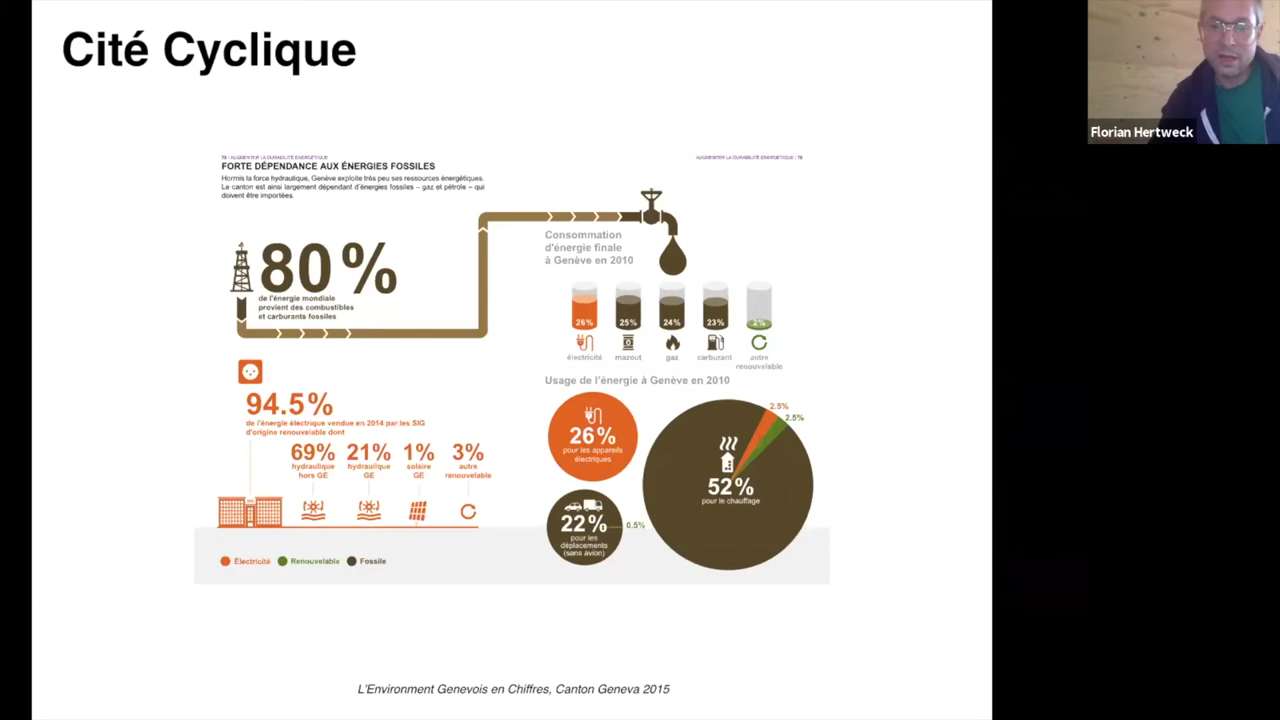 Cité Cyclique
Florian Hertweck
78 / AUGMENTER LA DURABILITÉ ÉNERGÉTIQUE
AUGMENTER LA DURABILITÉ ÉNERGÉTIQUE : 79
FORTE DÉPENDANCE AUX ÉNERGIES FOSSILES
Hormis la force hydraulique, Genève exploite très peu ses ressources énergétiques.
Le canton est ainsi largement dépendant d'énergies fossiles – gaz et pétrole – qui
doivent être importées.
80%
de l'énergie mondiale
provient des combustibles
et carburants fossiles
Consommation
d'énergie finale
à Genève en 2010
26% 25% 24% 23% 2%
électricité mazout gaz carburant autre
renouvelable
94.5%
de l'énergie électrique vendue en 2014 par les SIG
d'origine renouvelable dont
69% 21% 1% 3%
hydraulique hydraulique solaire autre
hors GE GE GE renouvelable
Usage de l'énergie à Genève en 2010
26%
pour les appareils
électriques
2.5%
2.5%
52%
pour le chauffage
22%
0.5%
pour les
déplacements
(sans avion)
Électricité Renouvelable Fossile
L'Environment Genevois en Chiffres, Canton Geneva 2015